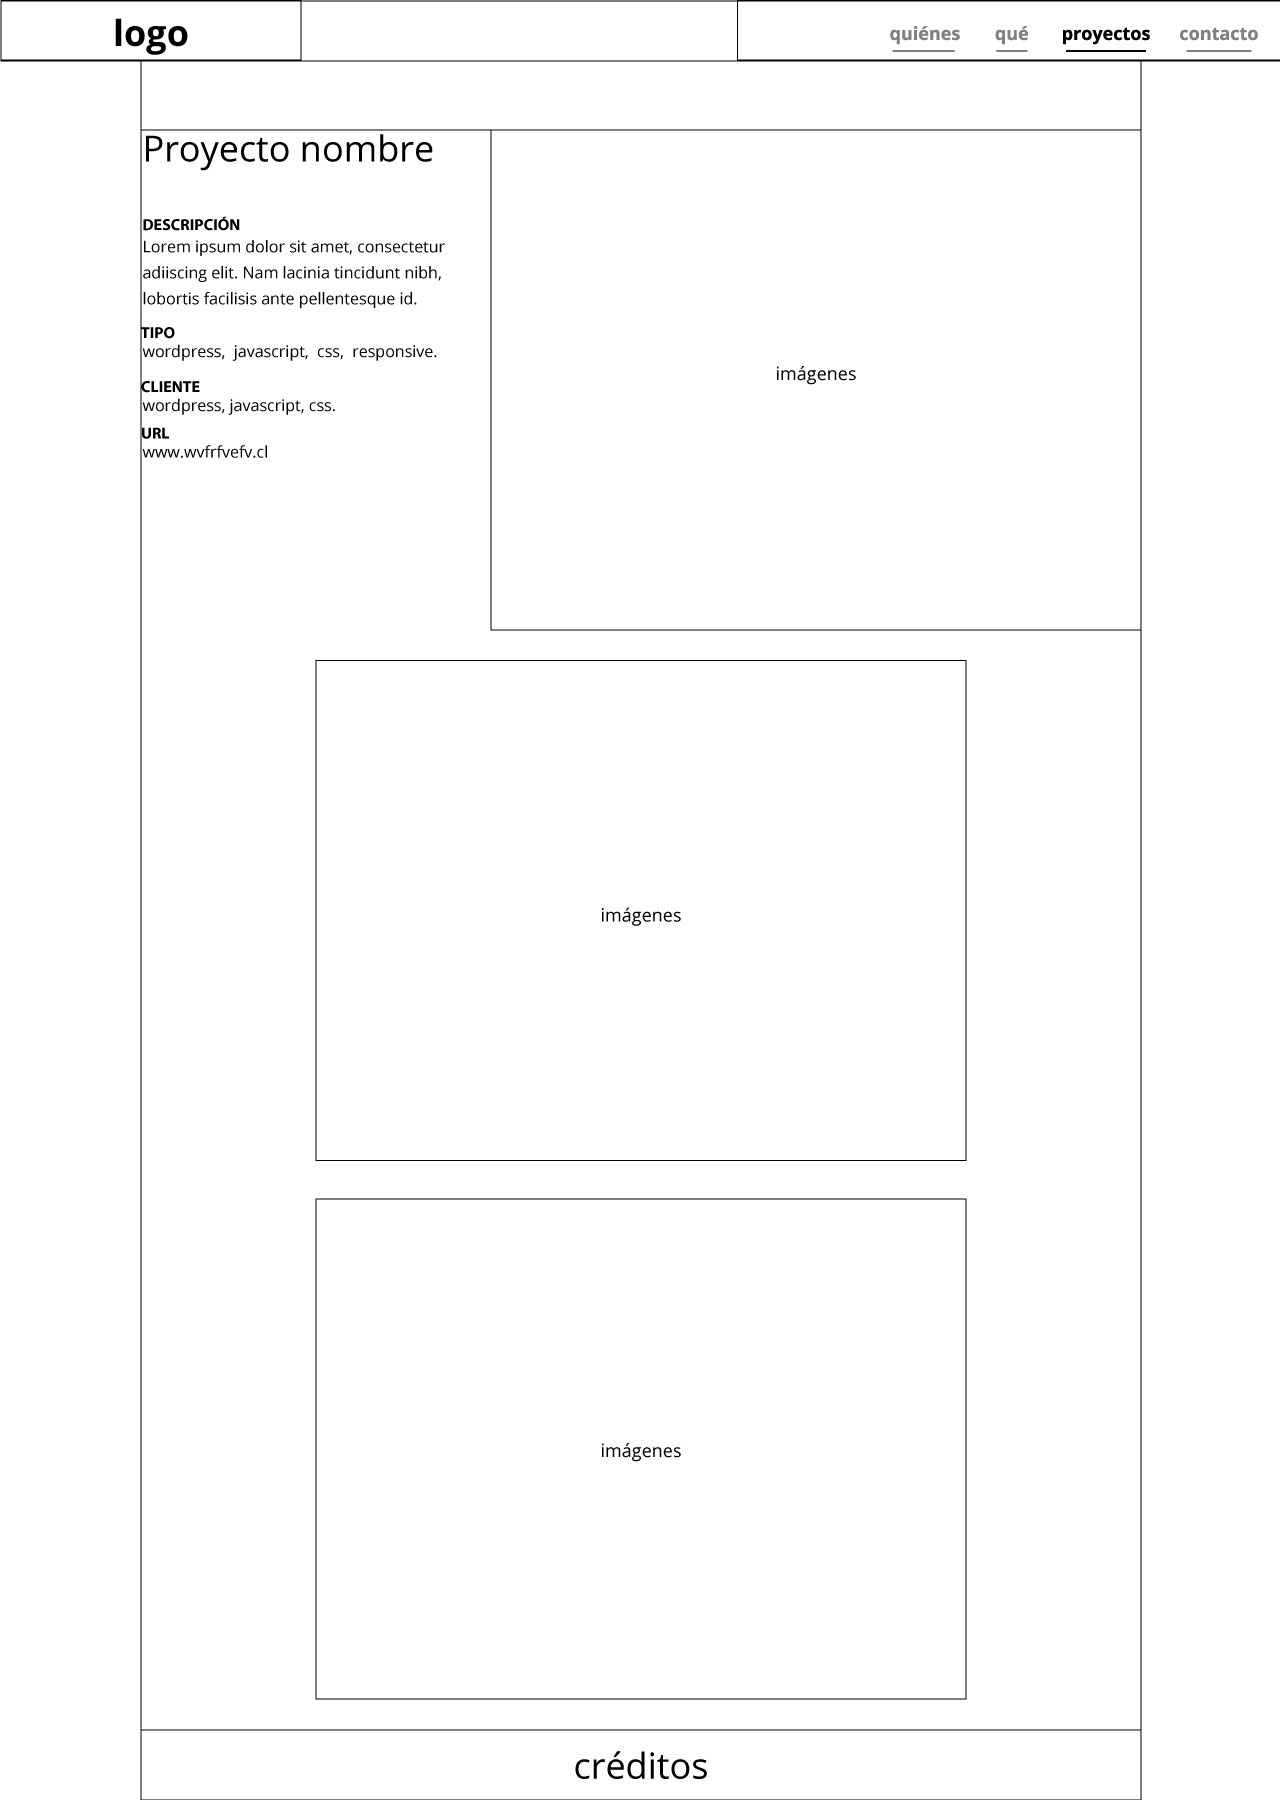 logo
quiénes qué proyectos contacto
Proyecto nombre
DESCRIPCIÓN
Lorem ipsum dolor sit amet, consectetur
adiiscing elit. Nam lacinia tincidunt nibh,
lobortis facilisis ante pellentesque id.
TIPO
wordpress, javascript, css, responsive.
CLIENTE
wordpress, javascript, css.
URL
www.wvfrfvefv.cl
imágenes
imágenes
imágenes
créditos